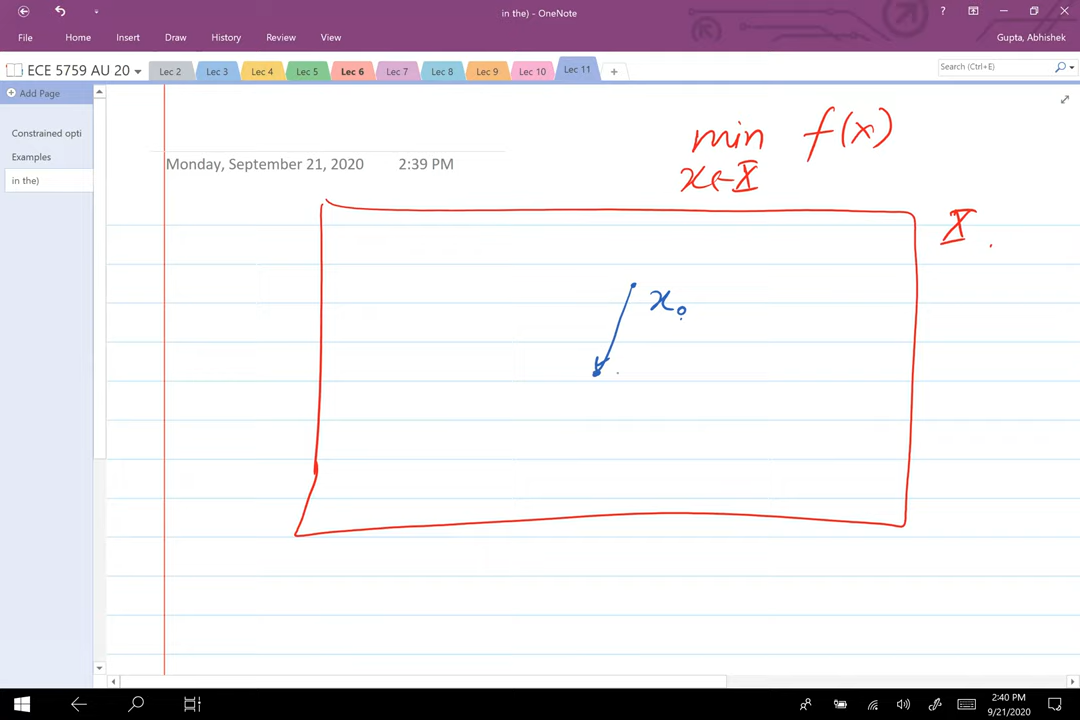 in the) - OneNote
Gupta, Abhishek
File Home Insert Draw History Review View
ECE 5759 AU 20
Lec 2 Lec 3 Lec 4 Lec 5 Lec 6 Lec 7 Lec 8 Lec 9 Lec 10 Lec 11
Search (Ctrl+E)
Add Page
Constrained opti
Examples
in the)
Monday, September 21, 2020 2:39 PM
min f(x)
x∈X
X
x₀
2:40 PM
9/21/2020